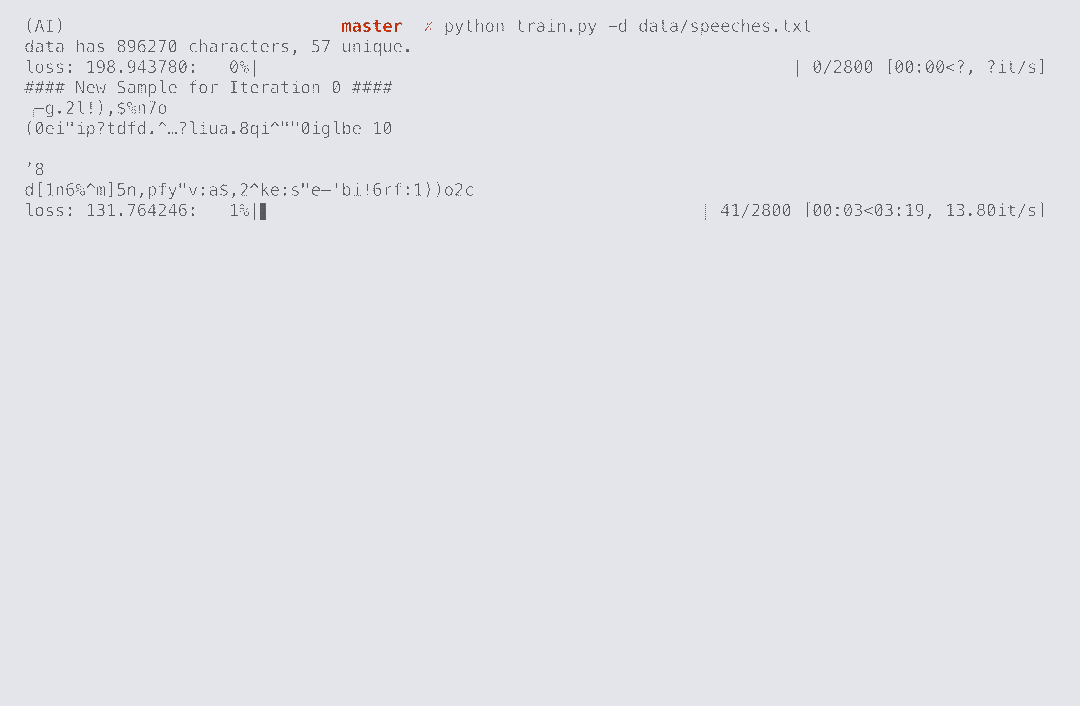 (AI) master ✗ python train.py -d data/speeches.txt
data has 896270 characters, 57 unique.
loss: 198.943780: 0%| | 0/2800 [00:00<?, ?it/s]
#### New Sample for Iteration 0 ####
—g.2l!),$%n7o
(0ei"ip?tdfd.^…?liua.8qi^""0iglbe 10
’8
d[1n6%^m]5n,pfy"v:a$,2^ke:s"e—'bi!6rf:1))o2c
loss: 131.764246: 1%|█ | 41/2800 [00:03<03:19, 13.80it/s]